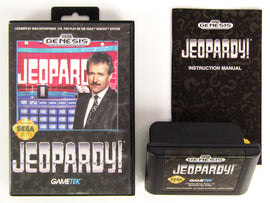 LICENSED BY SEGA ENTERPRISES, LTD. FOR PLAY ON THE SEGA GENESIS SYSTEM
SEGA
GENESIS
JEOPARDY
SEGA
JEOPARDY!
GAMETEK
GENESIS
JEOPARDY!
INSTRUCTION MANUAL
GENESIS
JEOPARDY!
GAMETEK